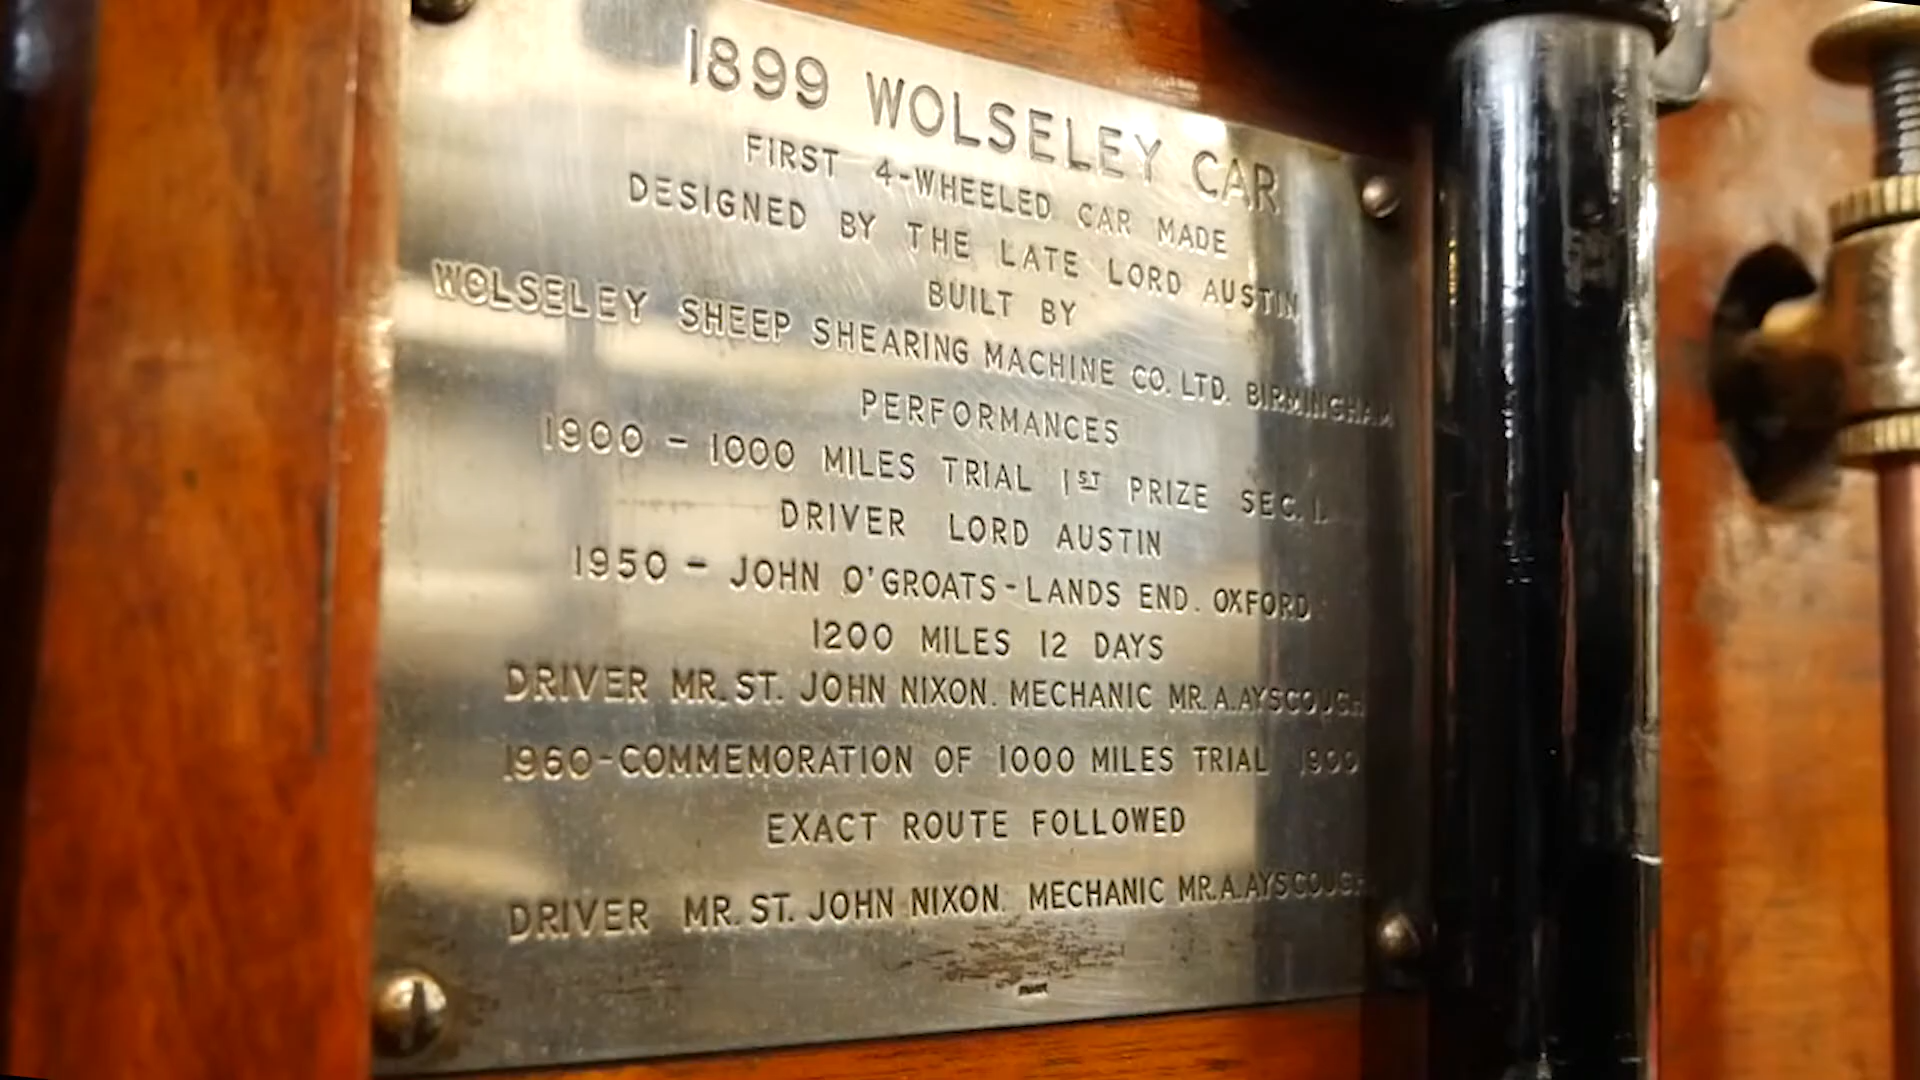 1899 WOLSELEY CAR
FIRST 4-WHEELED CAR MADE
DESIGNED BY THE LATE LORD AUSTIN
BUILT BY
WOLSELEY SHEEP SHEARING MACHINE CO. LTD. BIRMINGHAM
PERFORMANCES
1900 - 1000 MILES TRIAL 1ST PRIZE SEC. 1.
DRIVER LORD AUSTIN
1950 - JOHN O'GROATS - LANDS END. OXFORD.
1200 MILES 12 DAYS
DRIVER MR. ST. JOHN NIXON. MECHANIC MR. A. AYSCOUGH
1960 - COMMEMORATION OF 1000 MILES TRIAL 1900
EXACT ROUTE FOLLOWED
DRIVER MR. ST. JOHN NIXON. MECHANIC MR. A. AYSCOUGH